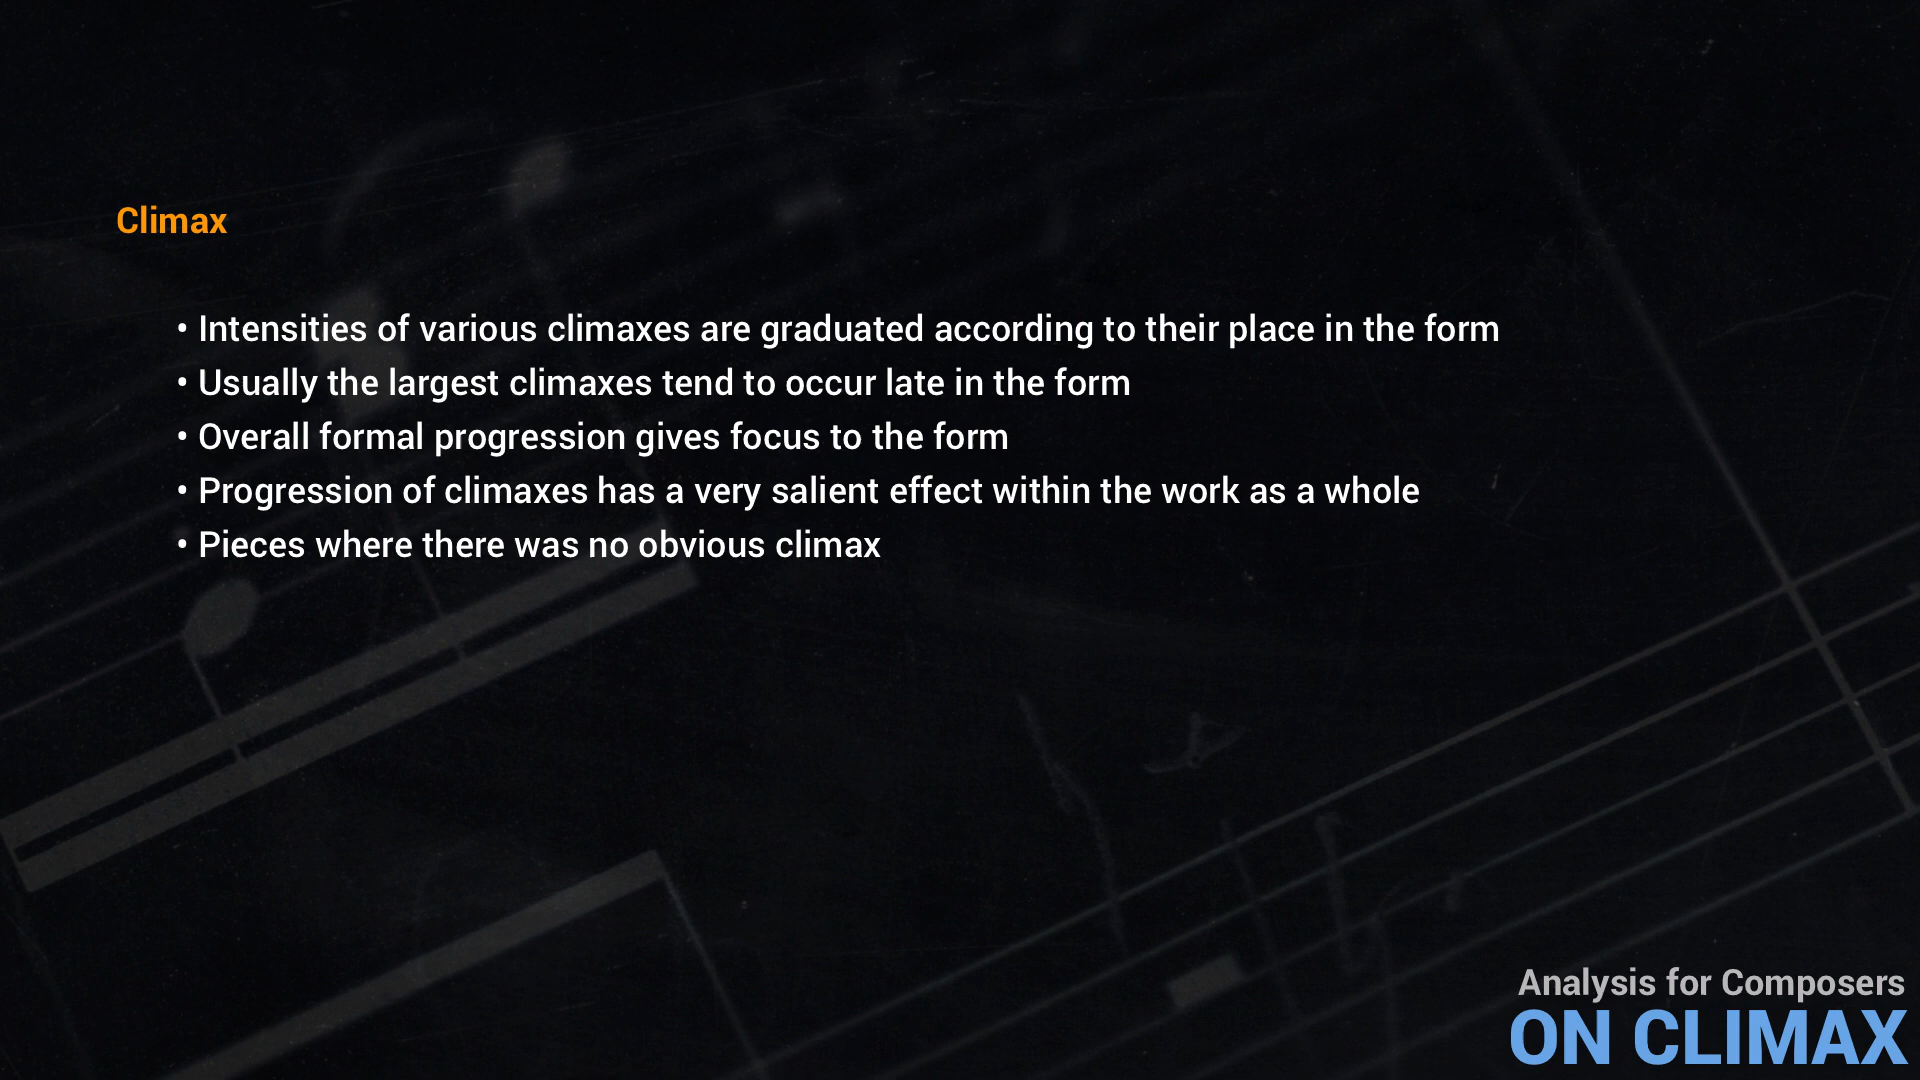 Climax
• Intensities of various climaxes are graduated according to their place in the form
• Usually the largest climaxes tend to occur late in the form
• Overall formal progression gives focus to the form
• Progression of climaxes has a very salient effect within the work as a whole
• Pieces where there was no obvious climax
Analysis for Composers
ON CLIMAX